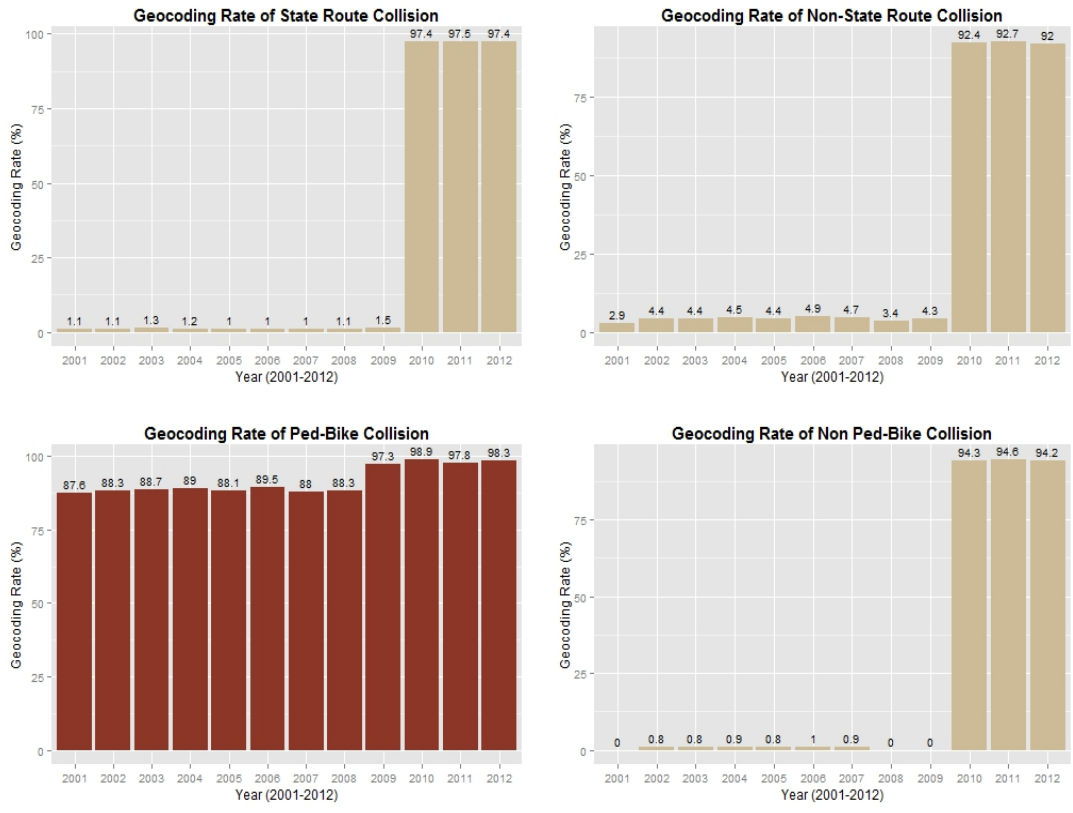 Geocoding Rate of State Route Collision
Geocoding Rate (%)
100
75
50
25
0
1.1 1.1 1.3 1.2 1 1 1 1.1 1.5 97.4 97.5 97.4
2001 2002 2003 2004 2005 2006 2007 2008 2009 2010 2011 2012
Year (2001-2012)
Geocoding Rate of Non-State Route Collision
Geocoding Rate (%)
75
50
25
0
2.9 4.4 4.4 4.5 4.4 4.9 4.7 3.4 4.3 92.4 92.7 92
2001 2002 2003 2004 2005 2006 2007 2008 2009 2010 2011 2012
Year (2001-2012)
Geocoding Rate of Ped-Bike Collision
Geocoding Rate (%)
100
75
50
25
0
87.6 88.3 88.7 89 88.1 89.5 88 88.3 97.3 98.9 97.8 98.3
2001 2002 2003 2004 2005 2006 2007 2008 2009 2010 2011 2012
Year (2001-2012)
Geocoding Rate of Non Ped-Bike Collision
Geocoding Rate (%)
75
50
25
0
0 0.8 0.8 0.9 0.8 1 0.9 0 0 94.3 94.6 94.2
2001 2002 2003 2004 2005 2006 2007 2008 2009 2010 2011 2012
Year (2001-2012)